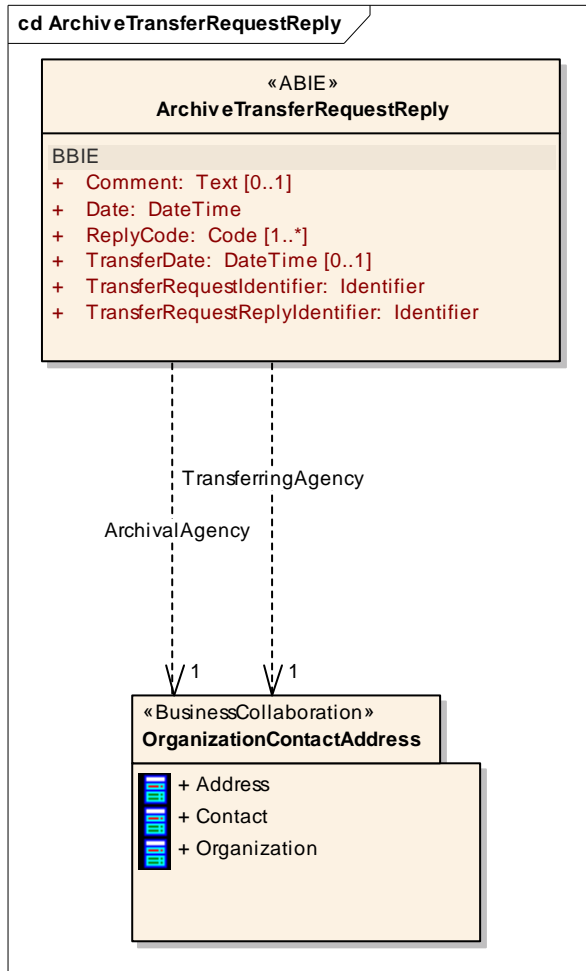 cd ArchiveTransferRequestReply
«ABIE»
ArchiveTransferRequestReply
BBIE
+ Comment: Text [0..1]
+ Date: DateTime
+ ReplyCode: Code [1..*]
+ TransferDate: DateTime [0..1]
+ TransferRequestIdentifier: Identifier
+ TransferRequestReplyIdentifier: Identifier
TransferringAgency
ArchivalAgency
1 1
«BusinessCollaboration»
OrganizationContactAddress
+ Address
+ Contact
+ Organization